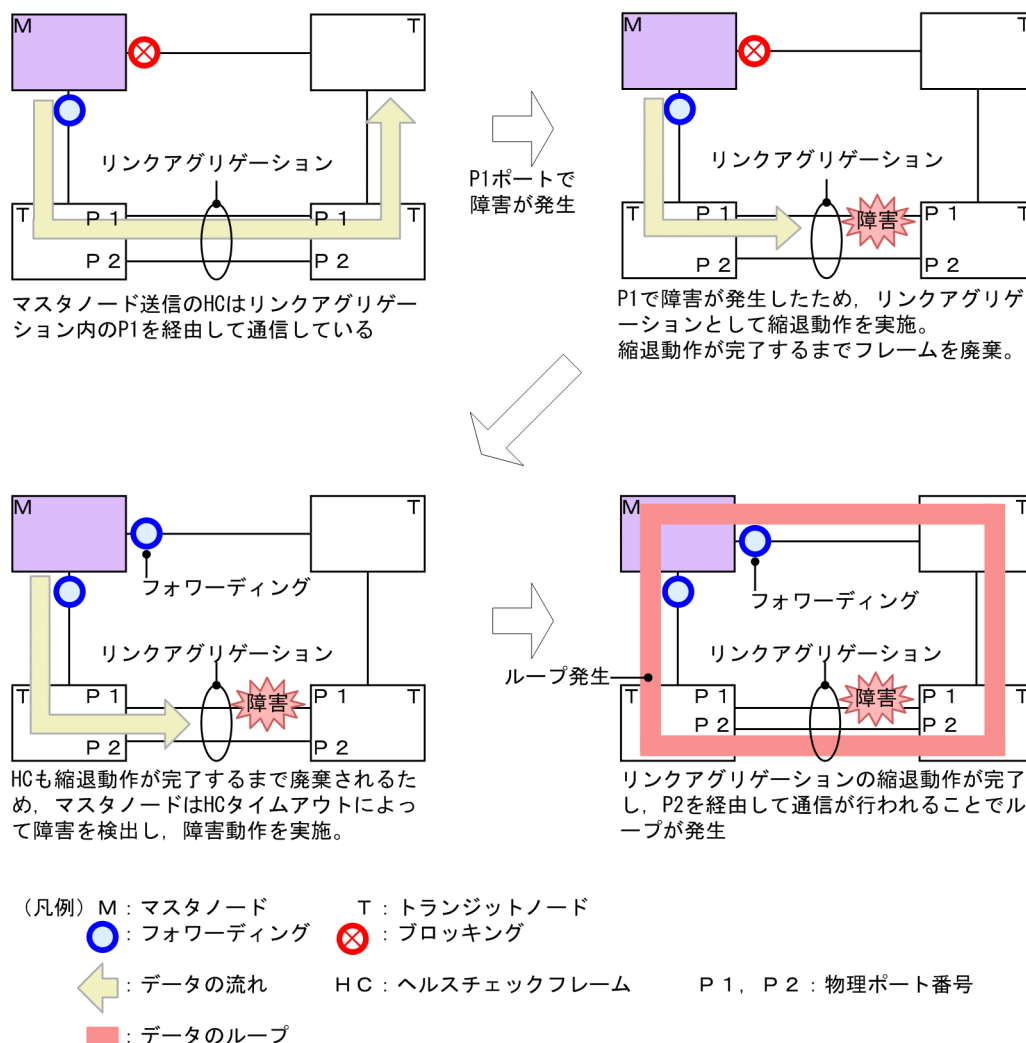 M
T
リンクアグリゲーション
T
P1
P2
P1
P2
T
マスタノード送信のHCはリンクアグリゲー
ション内のP1を経由して通信している
P1ポートで
障害が発生
M
T
リンクアグリゲーション
T
P1
P2
障害
P1
P2
T
P1で障害が発生したため，リンクアグリゲ
ーションとして縮退動作を実施。
縮退動作が完了するまでフレームを廃棄。
M
T
フォワーディング
リンクアグリゲーション
T
P1
P2
障害
P1
P2
T
HCも縮退動作が完了するまで廃棄されるた
め，マスタノードはHCタイムアウトによっ
て障害を検出し，障害動作を実施。
M
T
フォワーディング
リンクアグリゲーション
ループ発生
T
P1
P2
障害
P1
P2
T
リンクアグリゲーションの縮退動作が完了
し，P2を経由して通信が行われることでル
ープが発生
（凡例）M：マスタノード　T：トランジットノード
：フォワーディング　：ブロッキング
：データの流れ　HC：ヘルスチェックフレーム　P1，P2：物理ポート番号
：データのループ